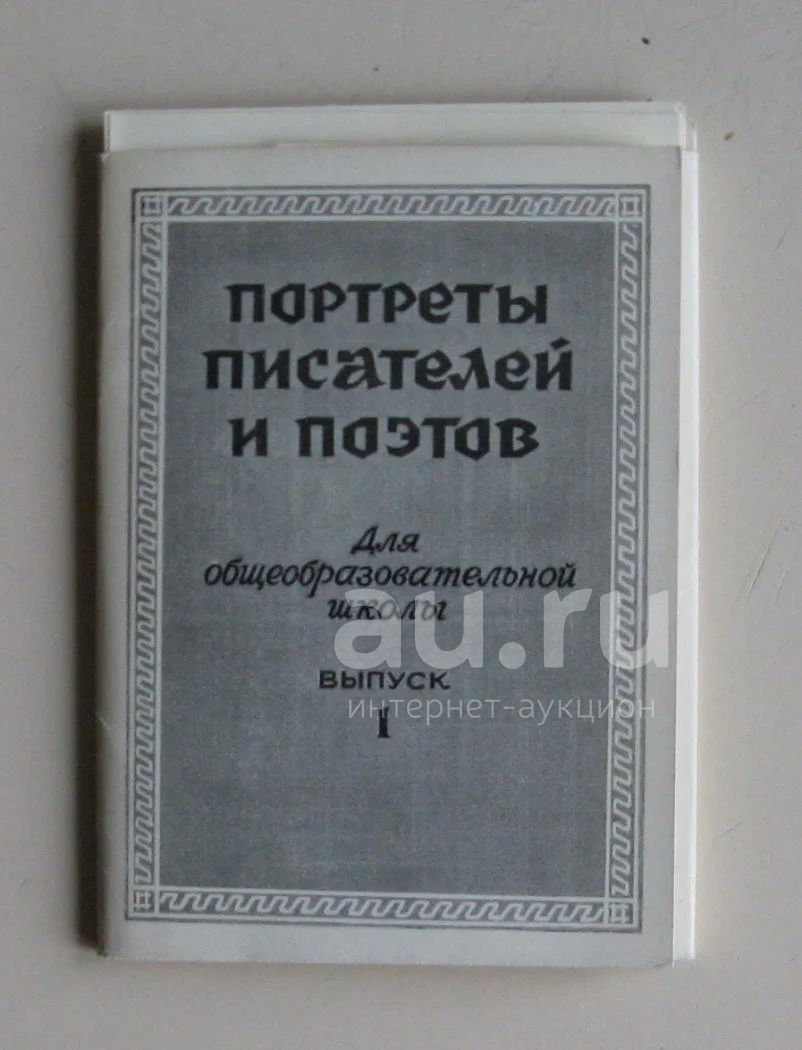 ПОРТРЕТЫ
ПИСАТЕЛЕЙ
И ПОЭТОВ
Для
общеобразовательной
школы
au.ru
ВЫПУСК
интернет-аукцион
I